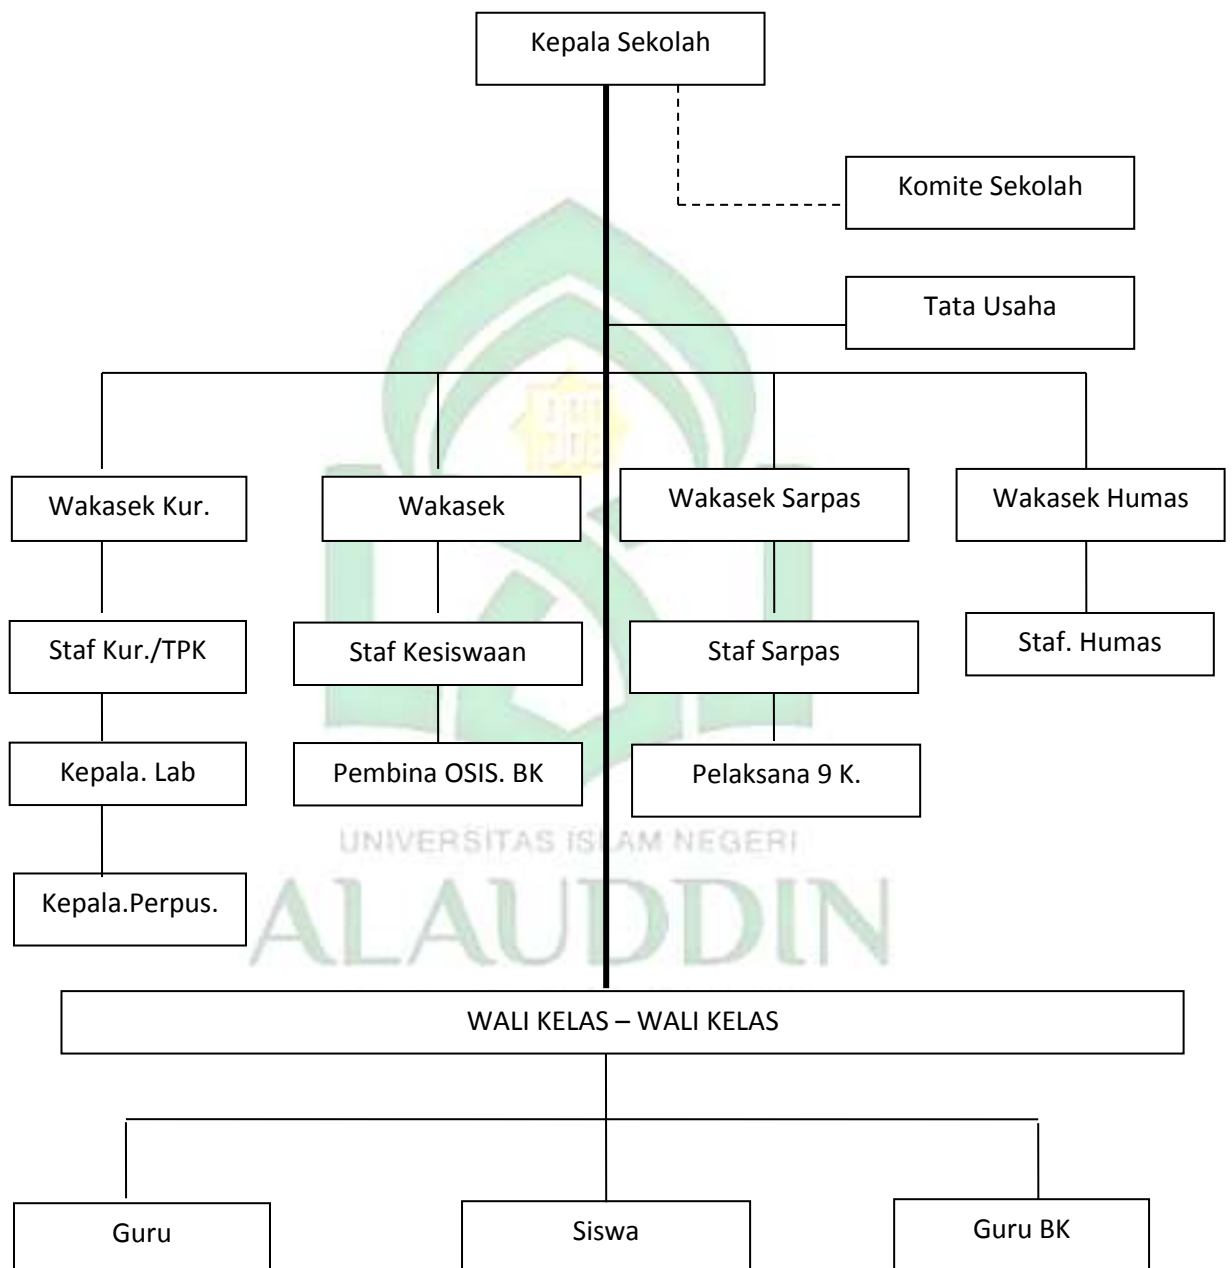 Kepala Sekolah
Komite Sekolah
Tata Usaha
Wakasek Kur.
Wakasek
Wakasek Sarpas
Wakasek Humas
Staf Kur./TPK
Staf Kesiswaan
Staf Sarpas
Staf. Humas
Kepala. Lab
Pembina OSIS. BK
Pelaksana 9 K.
UNIVERSITAS ISLAM NEGERI
Kepala.Perpus.
ALAUDDIN
WALI KELAS – WALI KELAS
Guru
Siswa
Guru BK